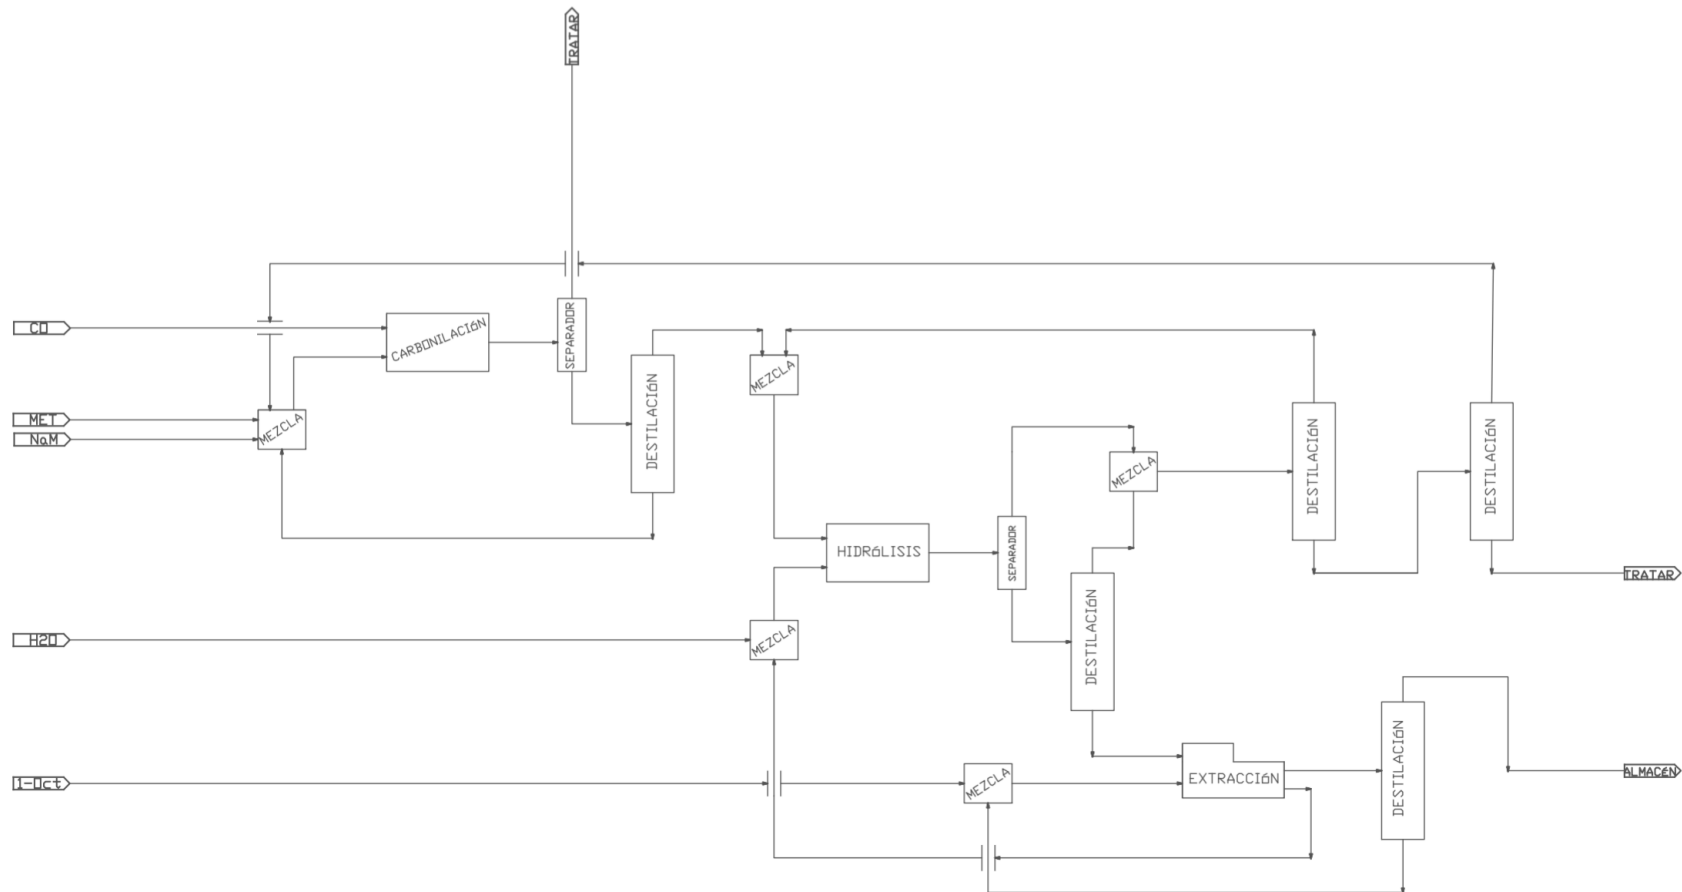 TRATAR
CO
CARBONILACIÓN
SEPARADOR
MET
NaM
MEZCLA
DESTILACIÓN
MEZCLA
MEZCLA
DESTILACIÓN
DESTILACIÓN
HIDRÓLISIS
SEPARADOR
TRATAR
DESTILACIÓN
H2O
MEZCLA
1-Oct
MEZCLA
EXTRACCIÓN
DESTILACIÓN
ALMACÉN